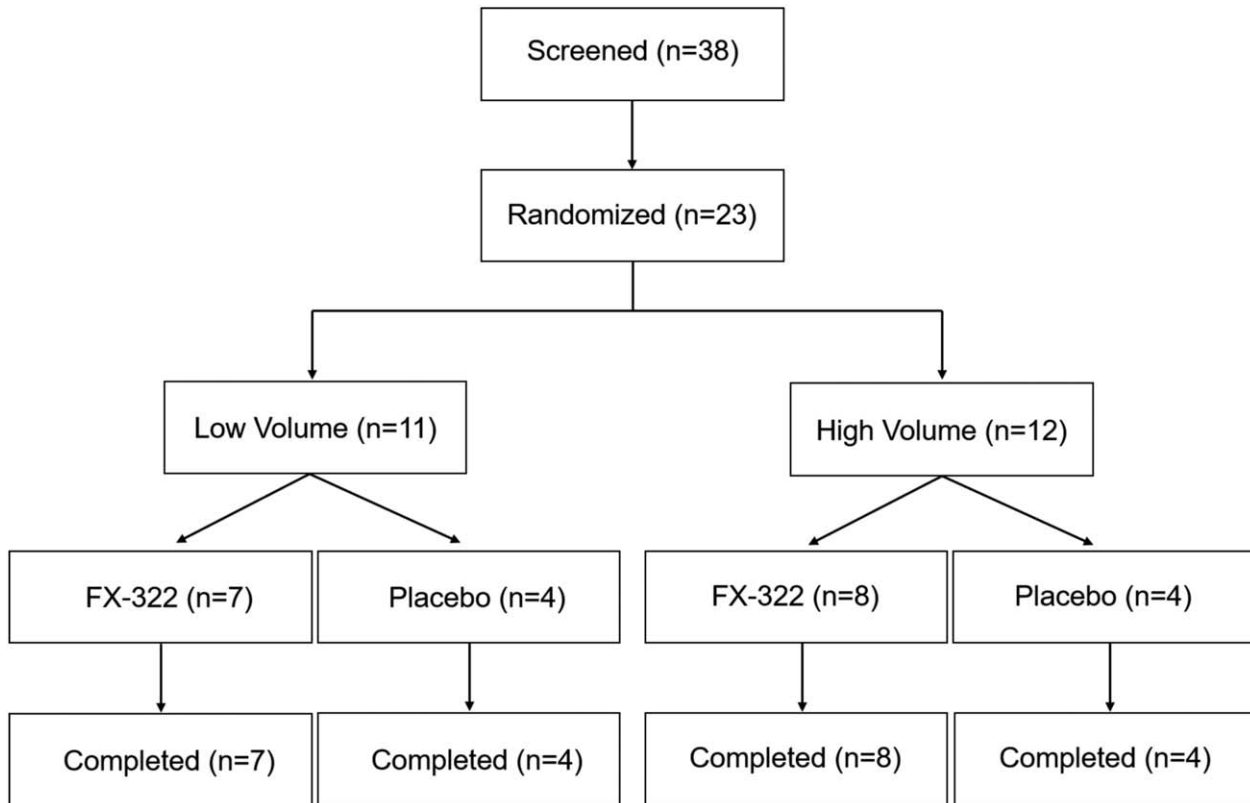 Screened (n=38)
Randomized (n=23)
Low Volume (n=11)
High Volume (n=12)
FX-322 (n=7)
Placebo (n=4)
FX-322 (n=8)
Placebo (n=4)
Completed (n=7)
Completed (n=4)
Completed (n=8)
Completed (n=4)